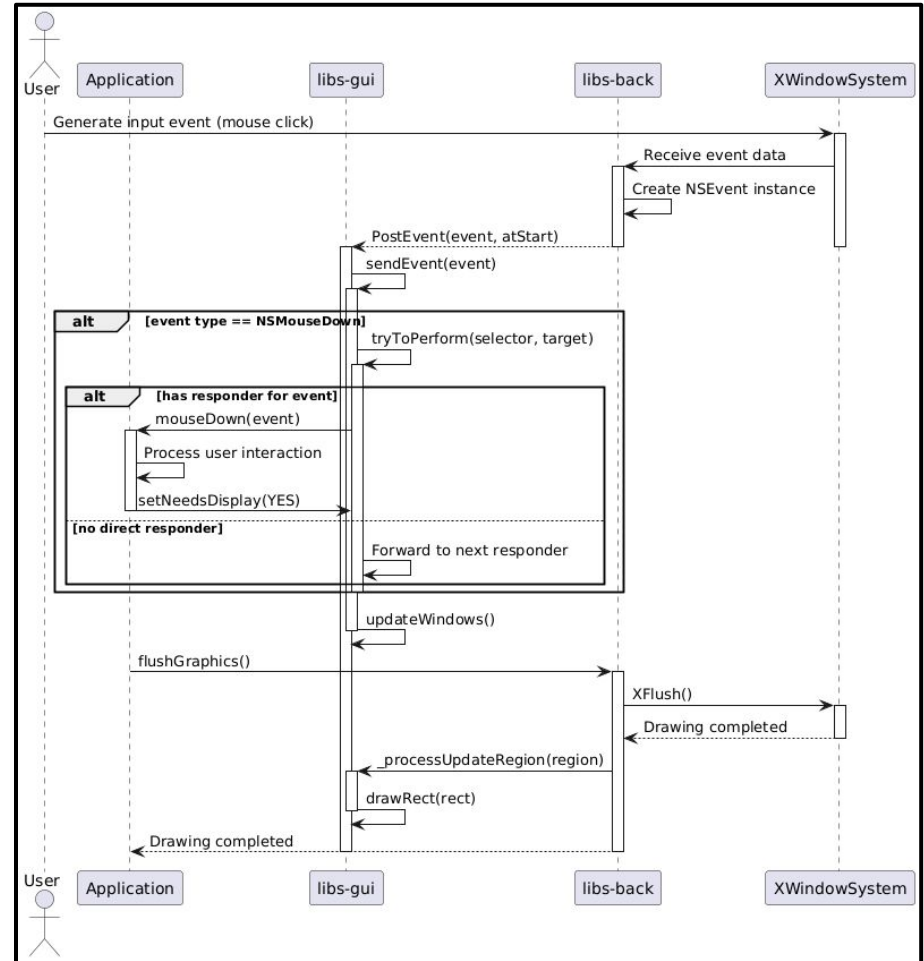 User
Application
libs-gui
libs-back
XWindowSystem
Generate input event (mouse click)
Receive event data
Create NSEvent instance
PostEvent(event, atStart)
sendEvent(event)
alt [event type == NSMouseDown]
tryToPerform(selector, target)
alt [has responder for event]
mouseDown(event)
Process user interaction
setNeedsDisplay(YES)
[no direct responder]
Forward to next responder
updateWindows()
flushGraphics()
XFlush()
Drawing completed
_processUpdateRegion(region)
drawRect(rect)
Drawing completed
User
Application
libs-gui
libs-back
XWindowSystem